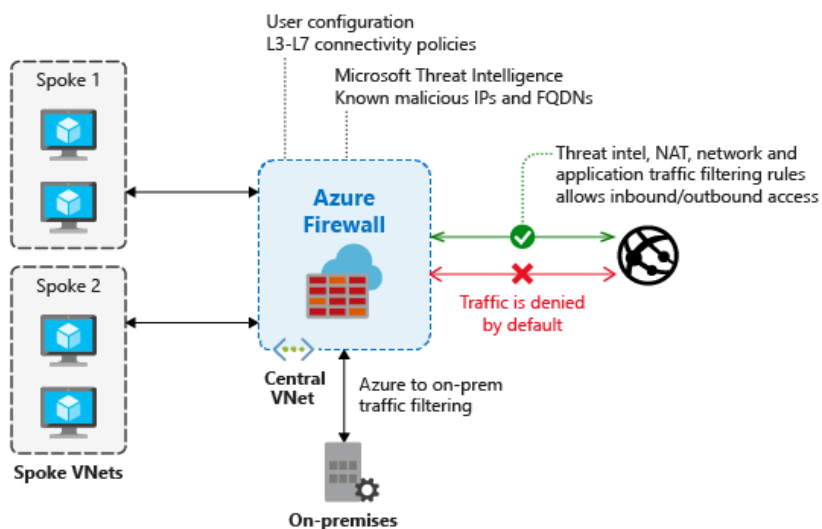 User configuration
L3-L7 connectivity policies
Microsoft Threat Intelligence
Known malicious IPs and FQDNs
Spoke 1
Threat intel, NAT, network and
application traffic filtering rules
allows inbound/outbound access
Azure
Firewall
Traffic is denied
by default
Spoke 2
Central
VNet
Azure to on-prem
traffic filtering
Spoke VNets
On-premises